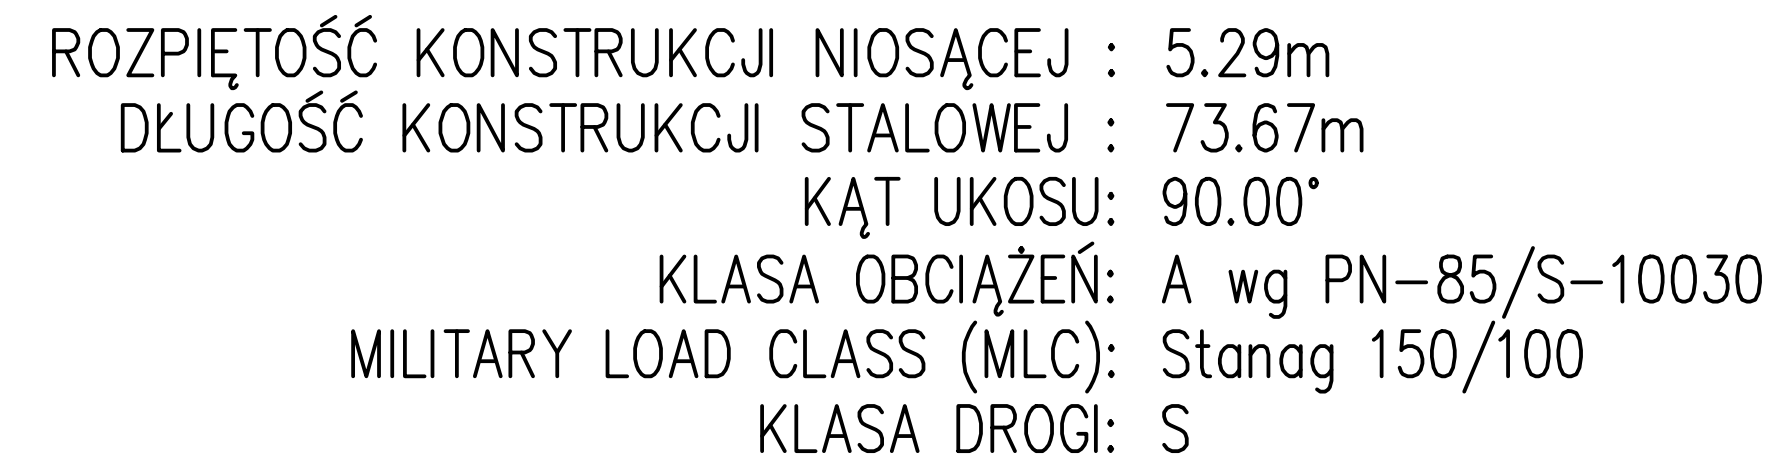 ROZPIĘTOŚĆ KONSTRUKCJI NIOSĄCEJ : 5.29m
DŁUGOŚĆ KONSTRUKCJI STALOWEJ : 73.67m
KĄT UKOSU: 90.00°
KLASA OBCIĄŻEŃ: A wg PN-85/S-10030
MILITARY LOAD CLASS (MLC): Stanag 150/100
KLASA DROGI: S